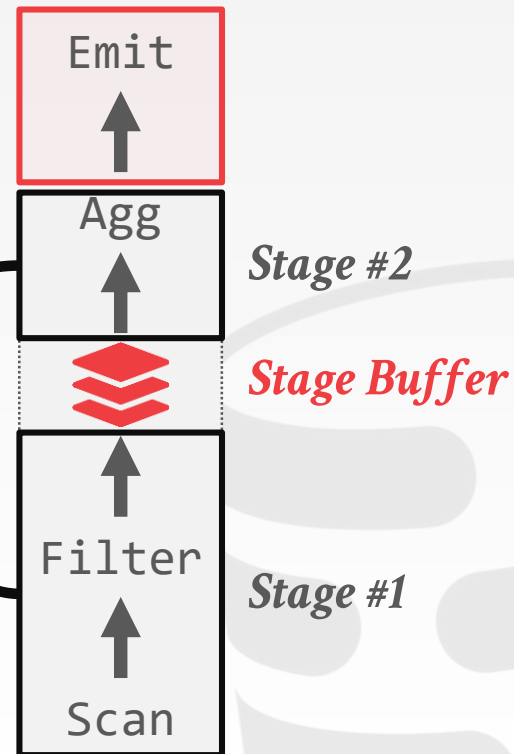 Emit
Agg
Stage #2
Stage Buffer
Filter
Stage #1
Scan